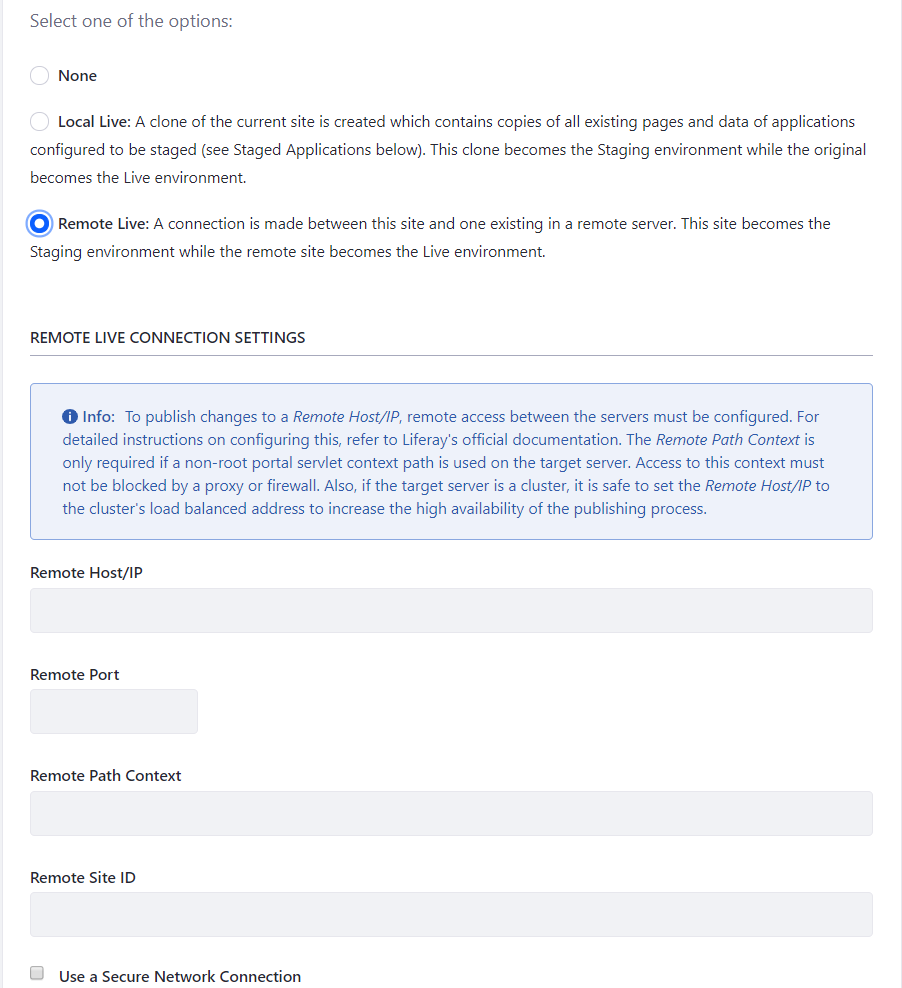 Select one of the options:
None
Local Live: A clone of the current site is created which contains copies of all existing pages and data of applications
configured to be staged (see Staged Applications below). This clone becomes the Staging environment while the original
becomes the Live environment.
Remote Live: A connection is made between this site and one existing in a remote server. This site becomes the
Staging environment while the remote site becomes the Live environment.
REMOTE LIVE CONNECTION SETTINGS
Info: To publish changes to a Remote Host/IP, remote access between the servers must be configured. For
detailed instructions on configuring this, refer to Liferay's official documentation. The Remote Path Context is
only required if a non-root portal servlet context path is used on the target server. Access to this context must
not be blocked by a proxy or firewall. Also, if the target server is a cluster, it is safe to set the Remote Host/IP to
the cluster's load balanced address to increase the high availability of the publishing process.
Remote Host/IP
Remote Port
Remote Path Context
Remote Site ID
Use a Secure Network Connection